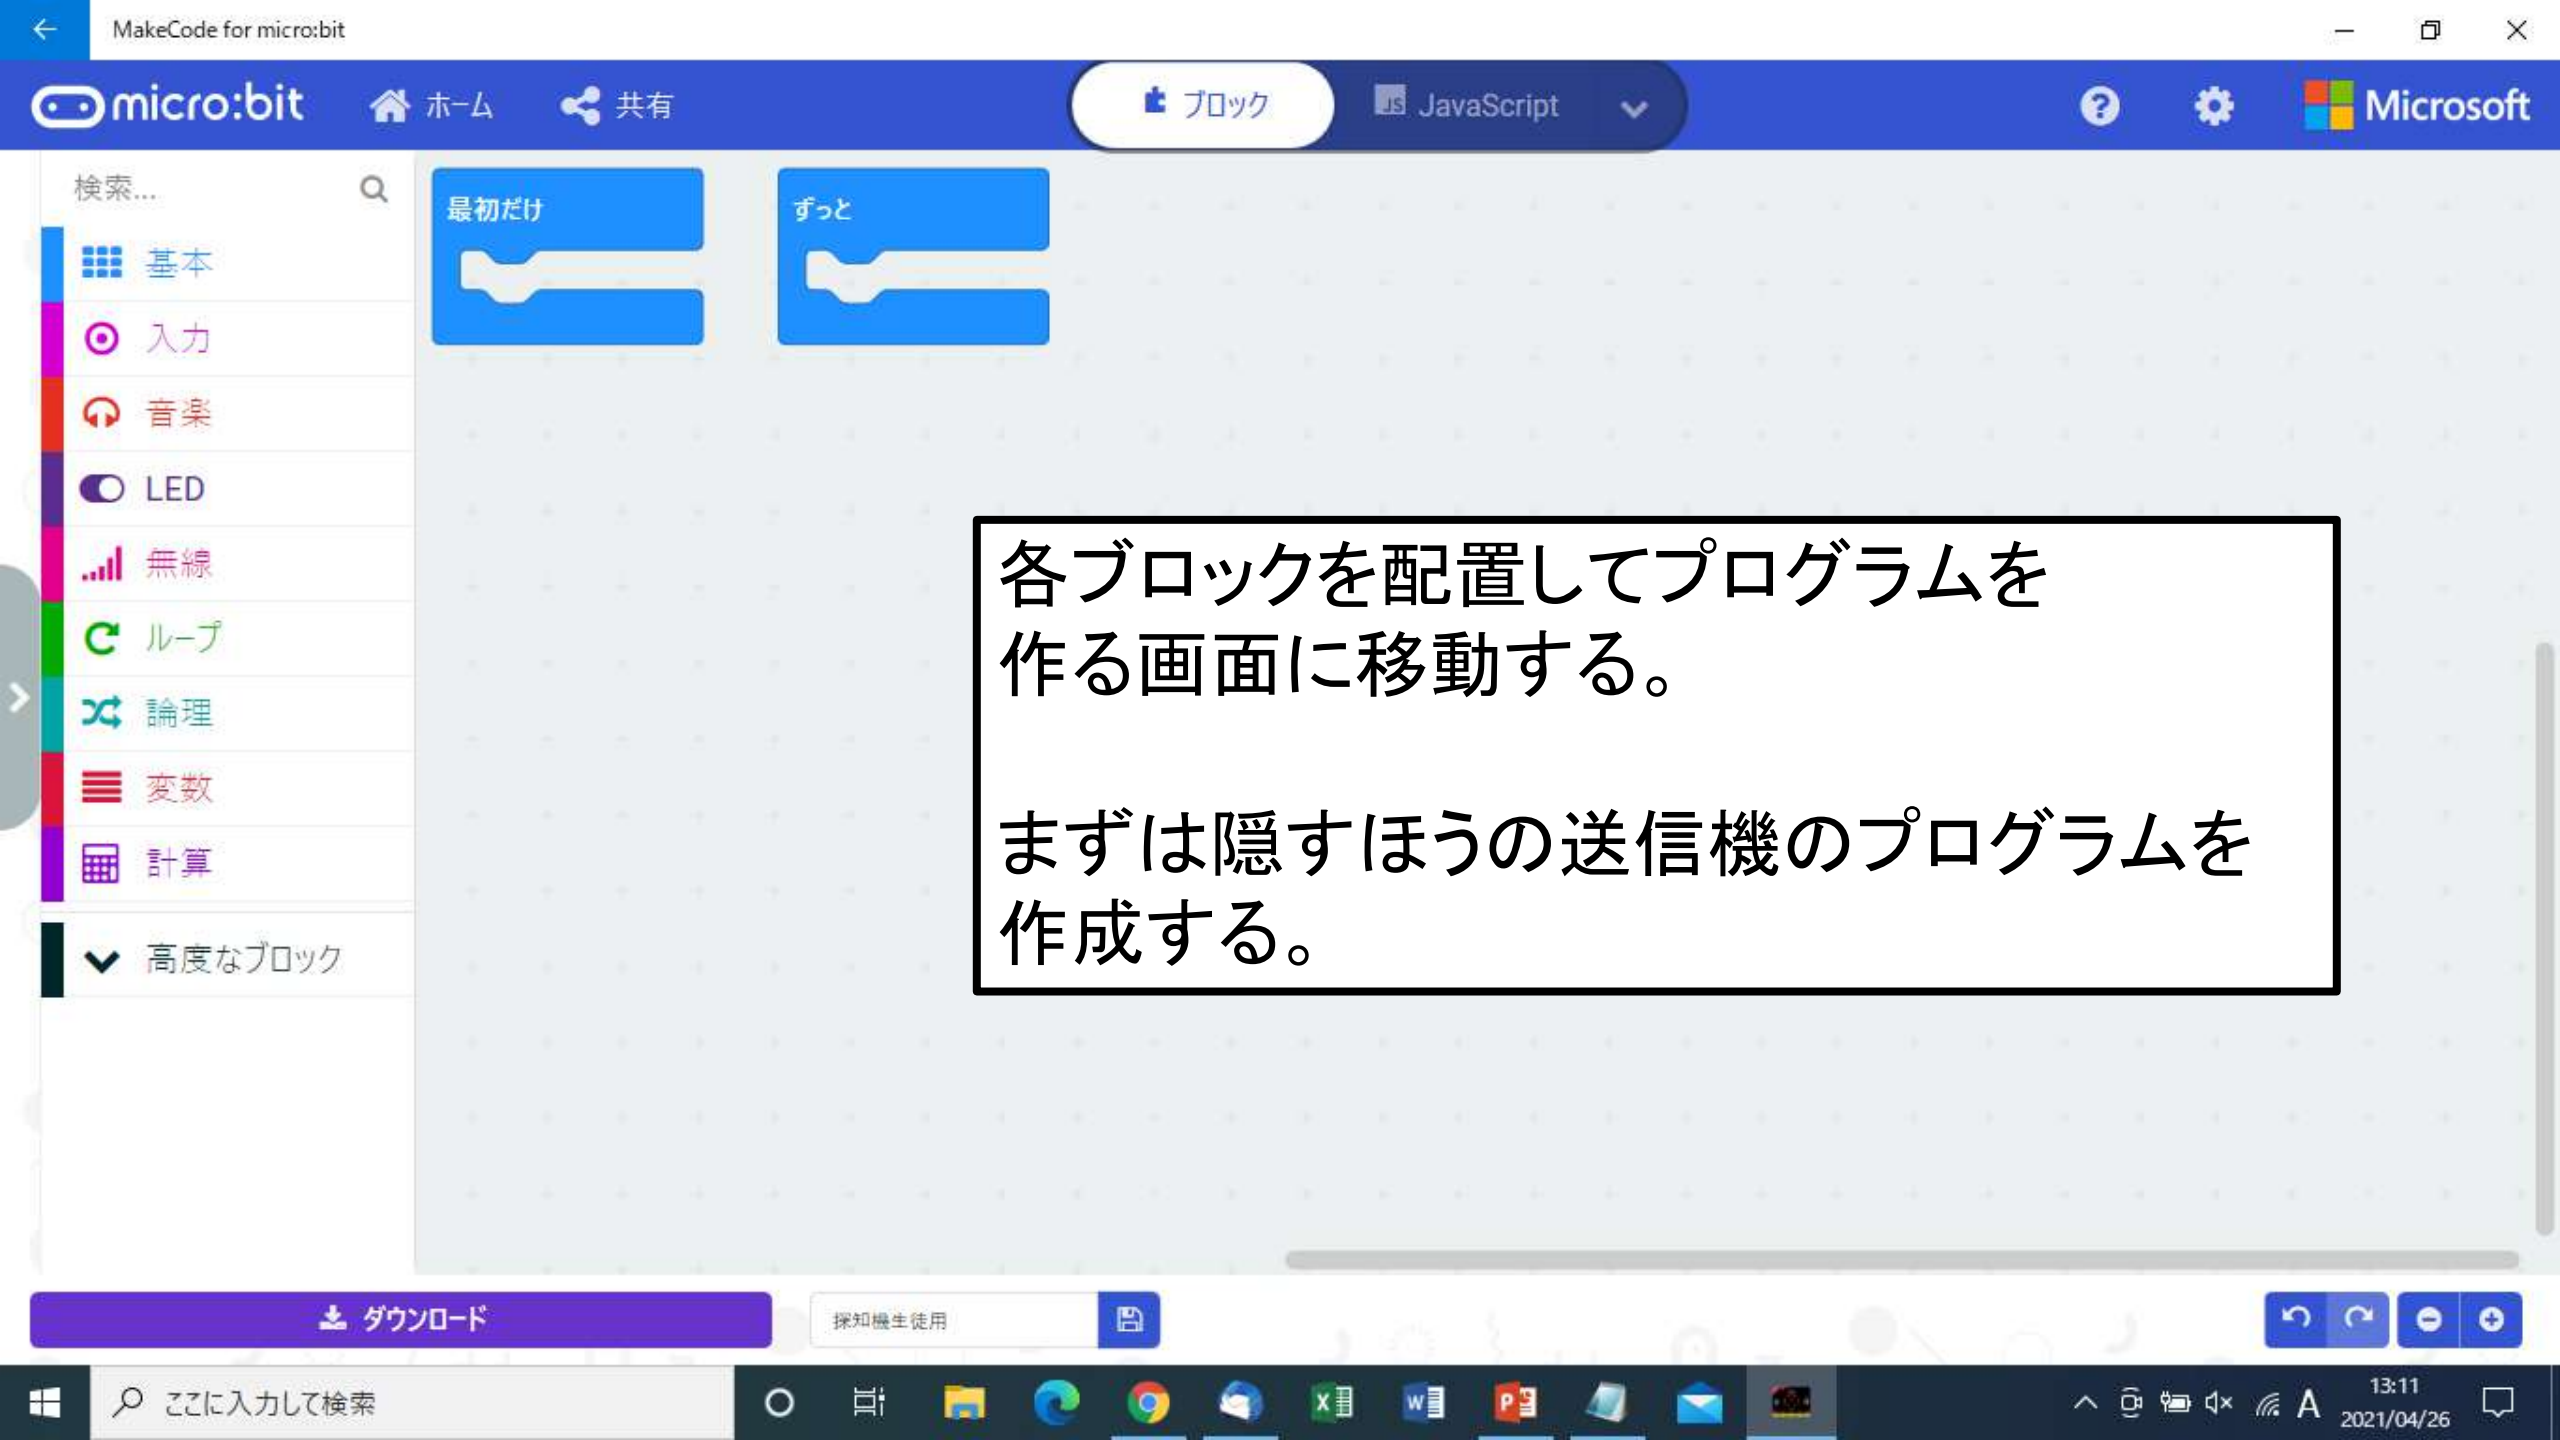 MakeCode for micro:bit
micro:bit
ホーム
共有
ブロック
JS JavaScript
Microsoft
検索...
基本
入力
音楽
LED
無線
ループ
論理
変数
計算
高度なブロック
最初だけ
ずっと
各ブロックを配置してプログラムを
作る画面に移動する。
まずは隠すほうの送信機のプログラムを
作成する。
ダウンロード
探知機生徒用
ここに入力して検索
A
13:11
2021/04/26